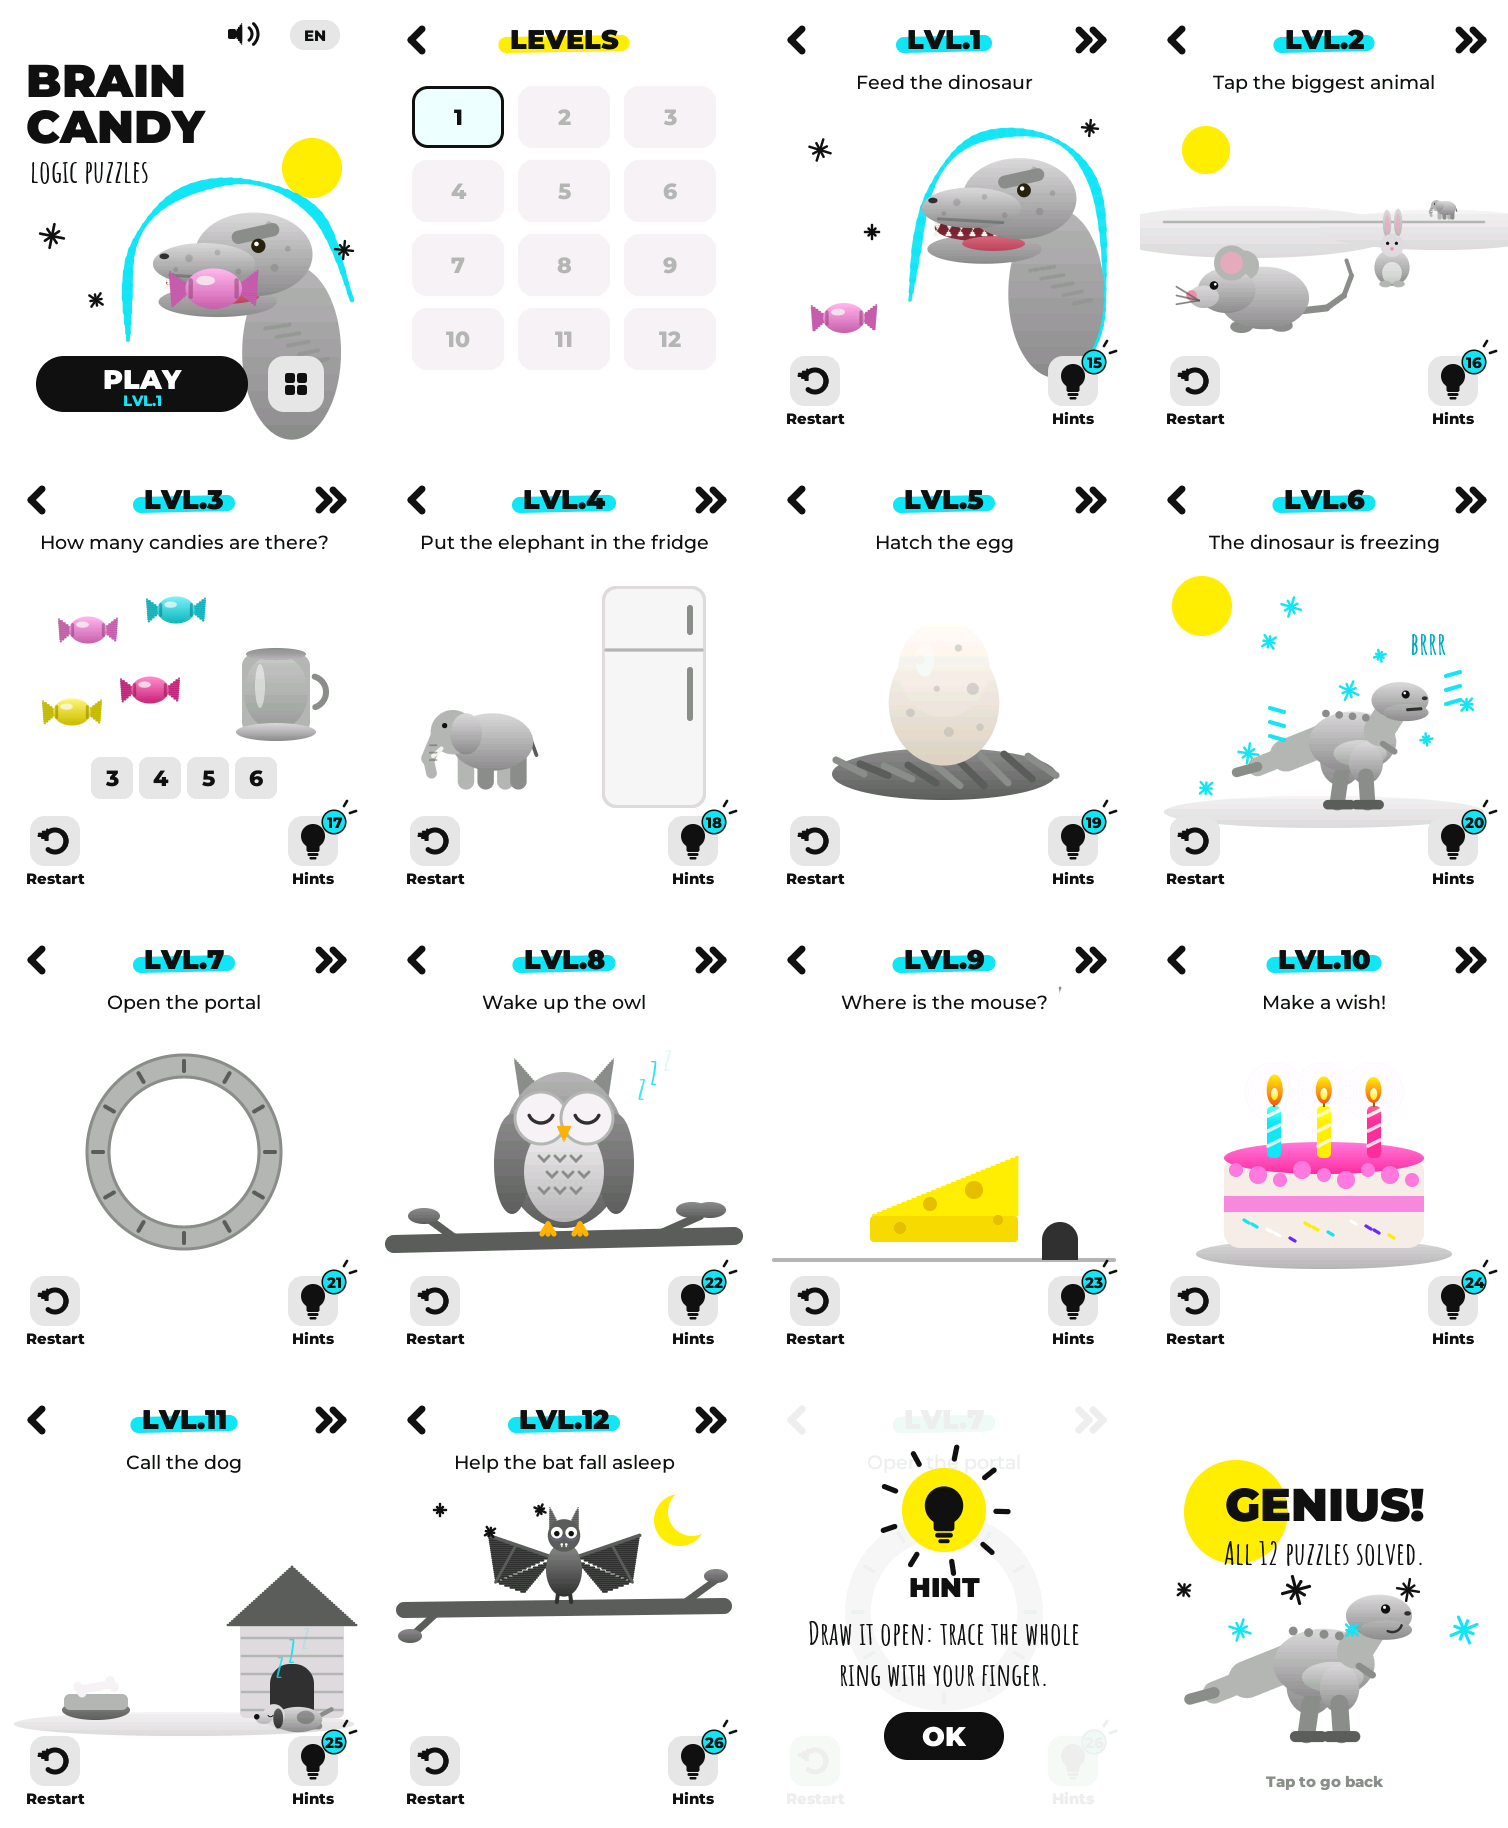 EN
BRAIN
CANDY
LOGIC PUZZLES
PLAY
LVL.1
LEVELS
1 2 3
4 5 6
7 8 9
10 11 12
LVL.1
Feed the dinosaur
15
Restart
Hints
LVL.2
Tap the biggest animal
16
Restart
Hints
LVL.3
How many candies are there?
3 4 5 6
17
Restart
Hints
LVL.4
Put the elephant in the fridge
18
Restart
Hints
LVL.5
Hatch the egg
19
Restart
Hints
LVL.6
The dinosaur is freezing
BRRR
20
Restart
Hints
LVL.7
Open the portal
21
Restart
Hints
LVL.8
Wake up the owl
z z z
22
Restart
Hints
LVL.9
Where is the mouse?
23
Restart
Hints
LVL.10
Make a wish!
24
Restart
Hints
LVL.11
Call the dog
z z z
25
Restart
Hints
LVL.12
Help the bat fall asleep
26
Restart
Hints
LVL.7
Open the portal
HINT
DRAW IT OPEN: TRACE THE WHOLE
RING WITH YOUR FINGER.
OK
26
Restart
Hints
GENIUS!
ALL 12 PUZZLES SOLVED.
Tap to go back